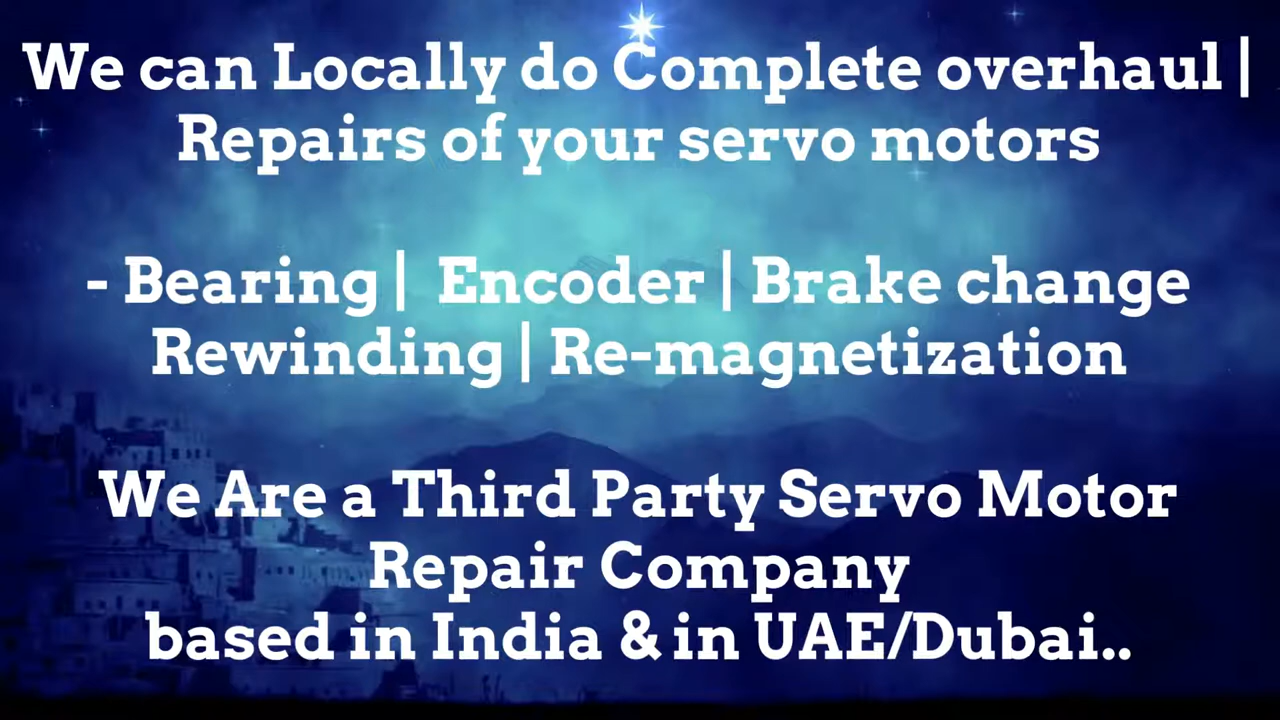 We can Locally do Complete overhaul |
Repairs of your servo motors
- Bearing | Encoder | Brake change
Rewinding | Re-magnetization
We Are a Third Party Servo Motor
Repair Company
based in India & in UAE/Dubai..